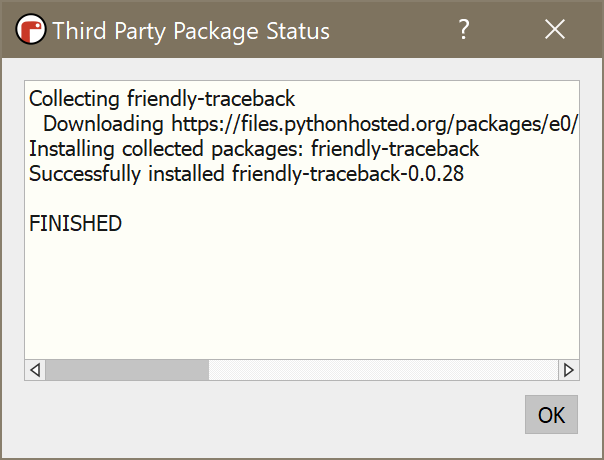 Third Party Package Status
?
Collecting friendly-traceback
Downloading https://files.pythonhosted.org/packages/e0/
Installing collected packages: friendly-traceback
Successfully installed friendly-traceback-0.0.28
FINISHED
OK